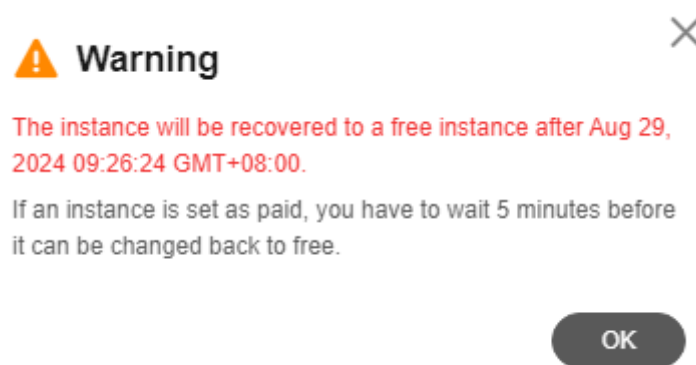 Warning
The instance will be recovered to a free instance after Aug 29,
2024 09:26:24 GMT+08:00.
If an instance is set as paid, you have to wait 5 minutes before
it can be changed back to free.
OK